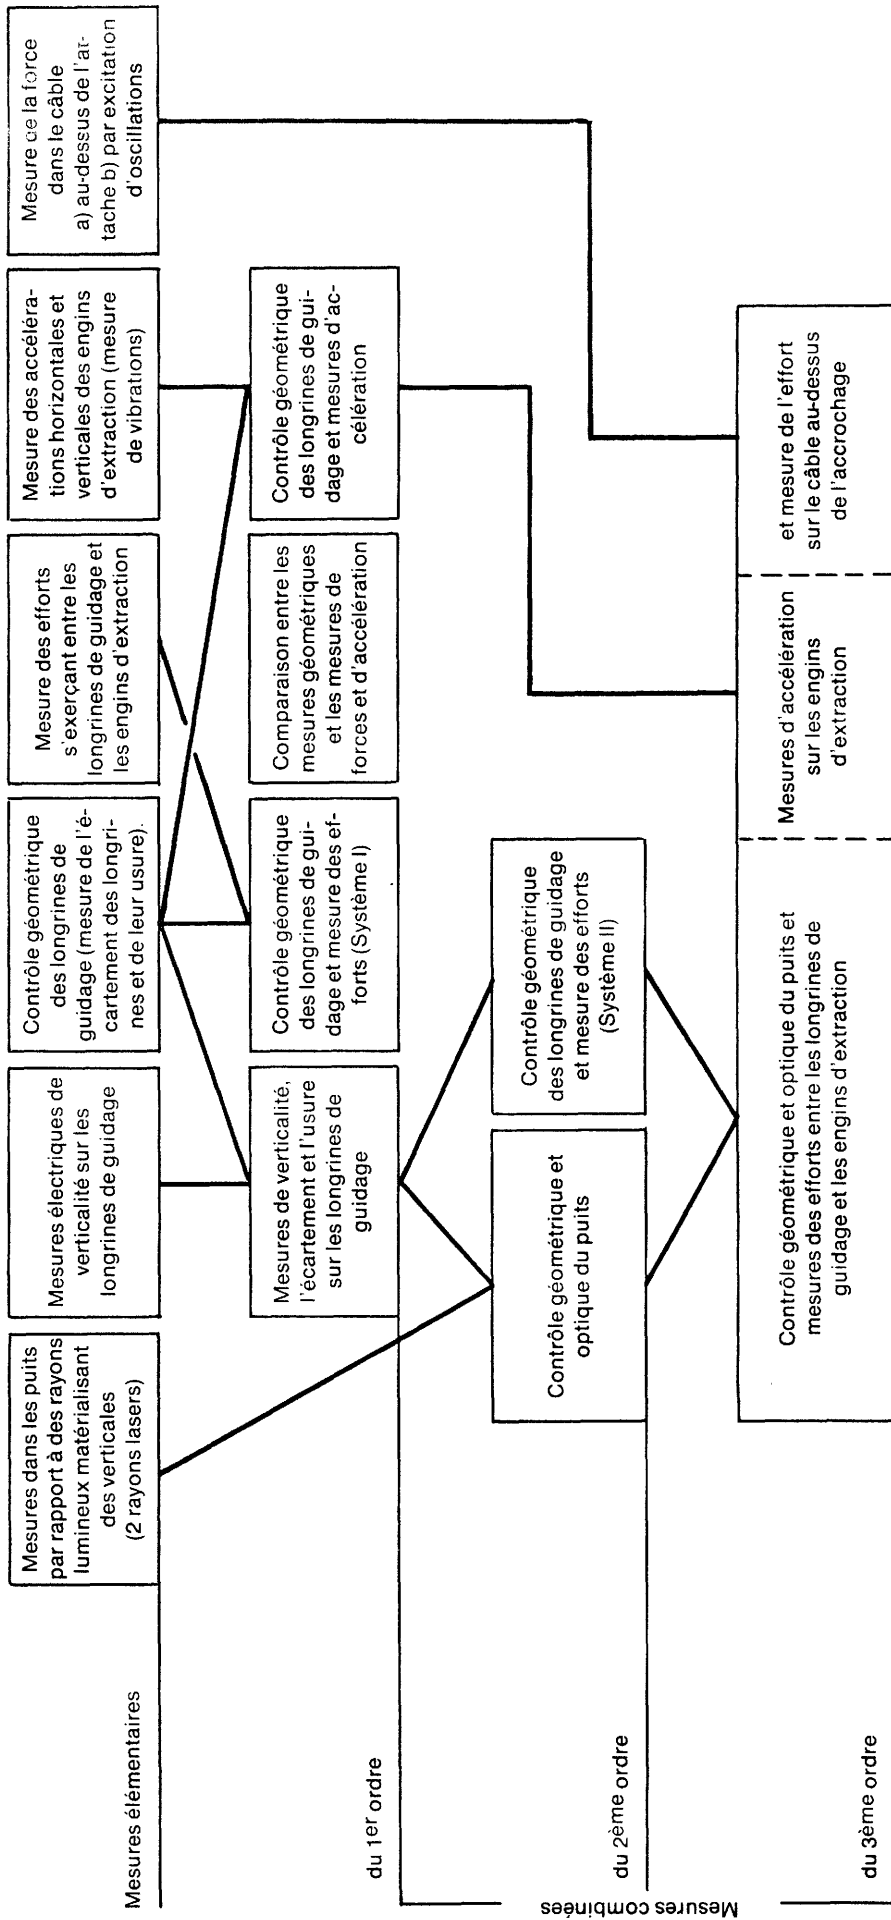 Mesures élémentaires
Mesures dans les puits
par rapport à des rayons
lumineux matérialisant
des verticales
(2 rayons lasers)
Mesures électriques de
verticalité sur les
longrines de guidage
Contrôle géométrique
des longrines de
guidage (mesure de l'é-
cartement des longri-
nes et de leur usure).
Mesure des efforts
s'exerçant entre les
longrines de guidage et
les engins d'extraction
Mesure des accéléra-
tions horizontales et
verticales des engins
d'extraction (mesure
de vibrations)
Mesure de la force
dans le câble
a) au-dessus de l'at-
tache b) par excitation
d'oscillations
Mesures combinées
du 1er ordre
Mesures de verticalité,
l'écartement et l'usure
sur les longrines de
guidage
Contrôle géométrique
des longrines de gui-
dage et mesure des ef-
forts (Système I)
Comparaison entre les
mesures géométriques
et les mesures de
forces et d'accélération
Contrôle géométrique
des longrines de gui-
dage et mesures d'ac-
célération
du 2ème ordre
Contrôle géométrique et
optique du puits
Contrôle géométrique
des longrines de guidage
et mesure des efforts
(Système II)
du 3ème ordre
Contrôle géométrique et optique du puits et
mesures des efforts entre les longrines de
guidage et les engins d'extraction
Mesures d'accélération
sur les engins
d'extraction
et mesure de l'effort
sur le câble au-dessus
de l'accrochage